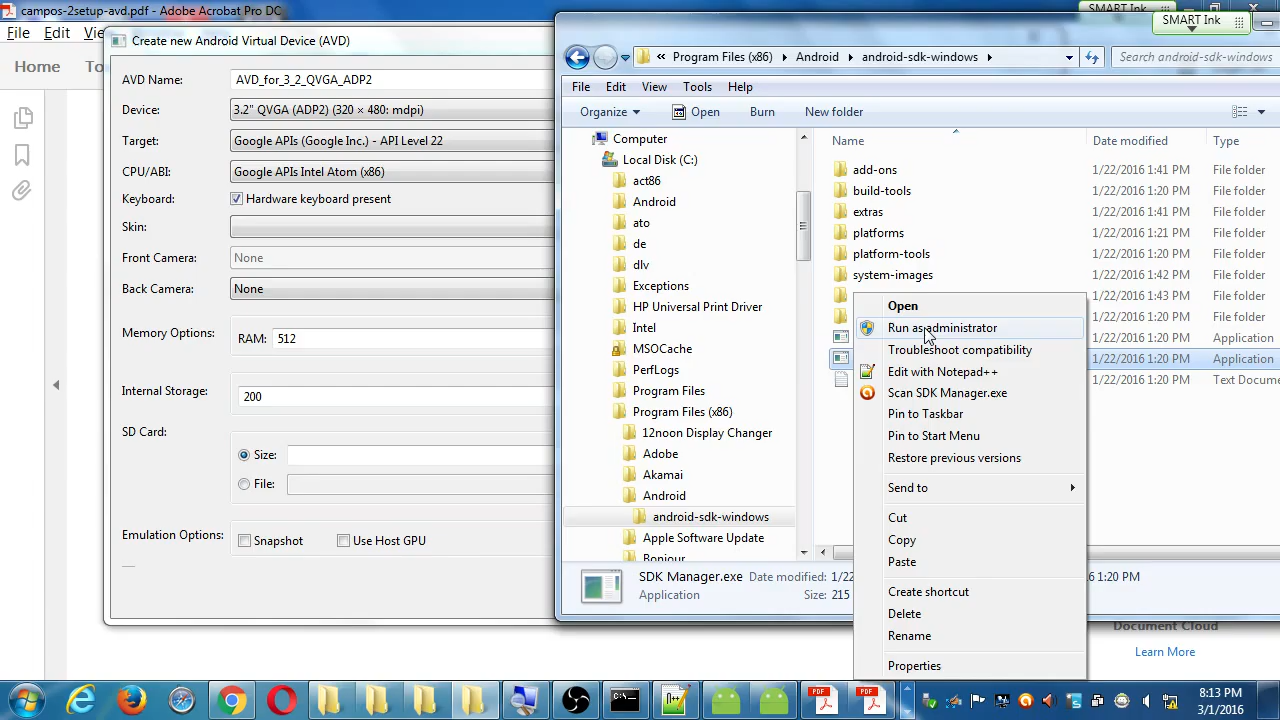 campos-2setup-avd.pdf - Adobe Acrobat Pro DC
SMART Ink
SMART Ink
File Edit
Home
Create new Android Virtual Device (AVD)
AVD Name: AVD_for_3_2_QVGA_ADP2
Device: 3.2" QVGA (ADP2) (320 × 480: mdpi)
Target: Google APIs (Google Inc.) - API Level 22
CPU/ABI: Google APIs Intel Atom (x86)
Keyboard: Hardware keyboard present
Skin:
Front Camera: None
Back Camera: None
Memory Options: RAM: 512
Internal Storage: 200
SD Card:
Size:
File:
Emulation Options: Snapshot Use Host GPU
« Program Files (x86) Android android-sdk-windows
Search android-sdk-windows
File Edit View Tools Help
Organize Open Burn New folder
Computer
Local Disk (C:)
act86
Android
ato
de
dlv
Exceptions
HP Universal Print Driver
Intel
MSOCache
PerfLogs
Program Files
Program Files (x86)
12noon Display Changer
Adobe
Akamai
Android
android-sdk-windows
Apple Software Update
Bonjour
Name Date modified Type
add-ons 1/22/2016 1:41 PM File folder
build-tools 1/22/2016 1:20 PM File folder
extras 1/22/2016 1:41 PM File folder
platforms 1/22/2016 1:21 PM File folder
platform-tools 1/22/2016 1:20 PM File folder
system-images 1/22/2016 1:42 PM File folder
1/22/2016 1:43 PM File folder
1/22/2016 1:20 PM File folder
1/22/2016 1:20 PM Application
1/22/2016 1:20 PM Application
1/22/2016 1:20 PM Text Docume
Open
Run as administrator
Troubleshoot compatibility
Edit with Notepad++
Scan SDK Manager.exe
Pin to Taskbar
Pin to Start Menu
Restore previous versions
Send to
Cut
Copy
Paste
Create shortcut
Delete
Rename
Properties
SDK Manager.exe Date modified: 1/22 6 1:20 PM
Application Size: 215
Document Cloud
Learn More
PDF
PDF
8:13 PM
3/1/2016